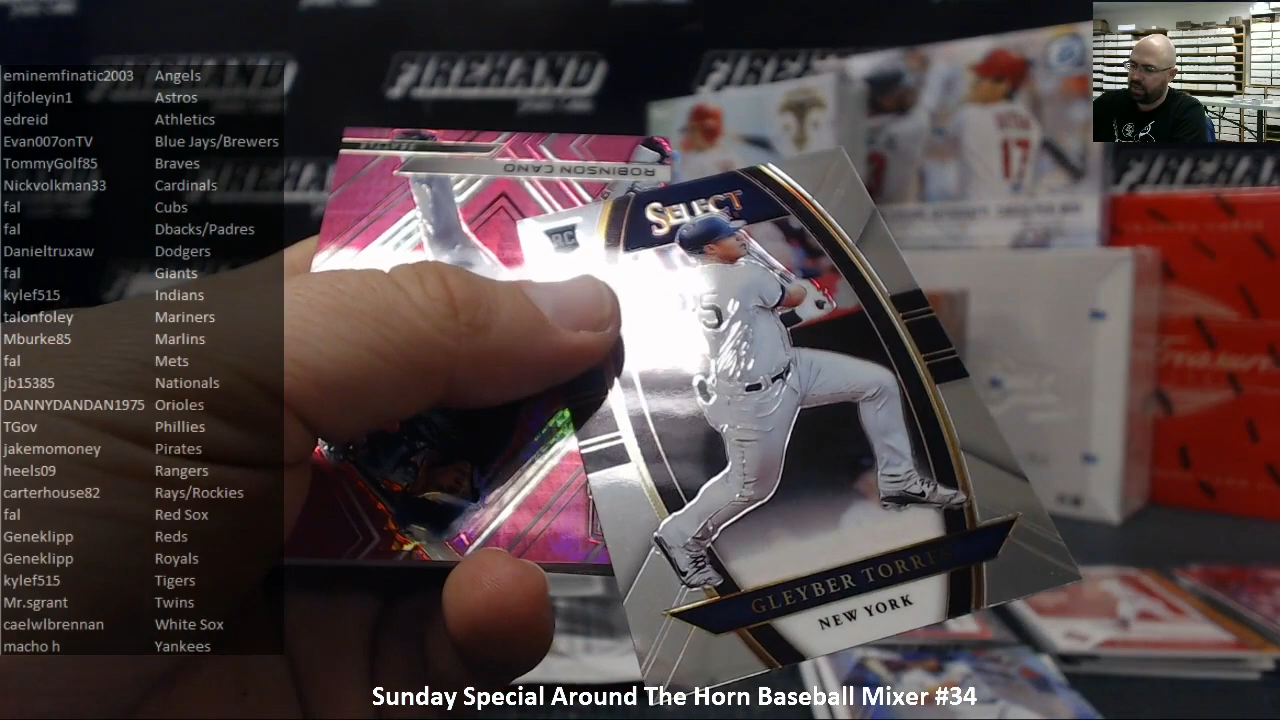 eminemfinatic2003 Angels
djfoleyin1 Astros
edreid Athletics
Evan007onTV Blue Jays/Brewers
TommyGolf85 Braves
Nickvolkman33 Cardinals
fal Cubs
fal Dbacks/Padres
Danieltruxaw Dodgers
fal Giants
kylef515 Indians
talonfoley Mariners
Mburke85 Marlins
fal Mets
jb15385 Nationals
DANNYDANDAN1975 Orioles
TGov Phillies
jakemomoney Pirates
heels09 Rangers
carterhouse82 Rays/Rockies
fal Red Sox
Geneklipp Reds
Geneklipp Royals
kylef515 Tigers
Mr.sgrant Twins
caelwlbrennan White Sox
macho h Yankees
FIREHAND
ROBINSON CANO
RC
SELECT
17
GLEYBER TORRES
NEW YORK
Sunday Special Around The Horn Baseball Mixer #34